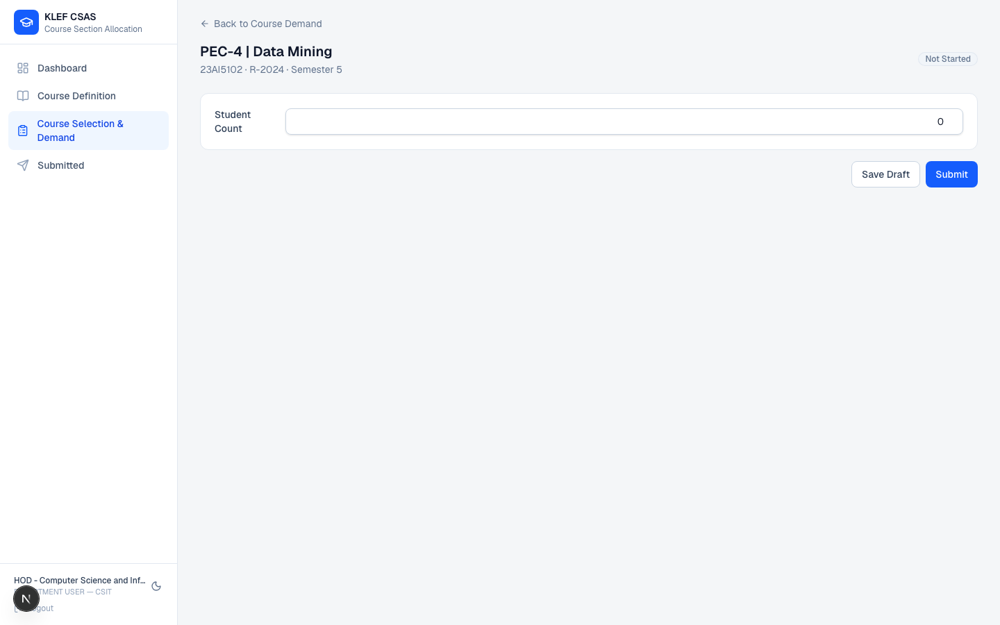 KLEF CSAS
Course Section Allocation
Dashboard
Course Definition
Course Selection &
Demand
Submitted
HOD - Computer Science and Inf...
TMENT USER — CSIT
gout
Back to Course Demand
PEC-4 | Data Mining
23AI5102 · R-2024 · Semester 5
Not Started
Student
Count
0
Save Draft
Submit